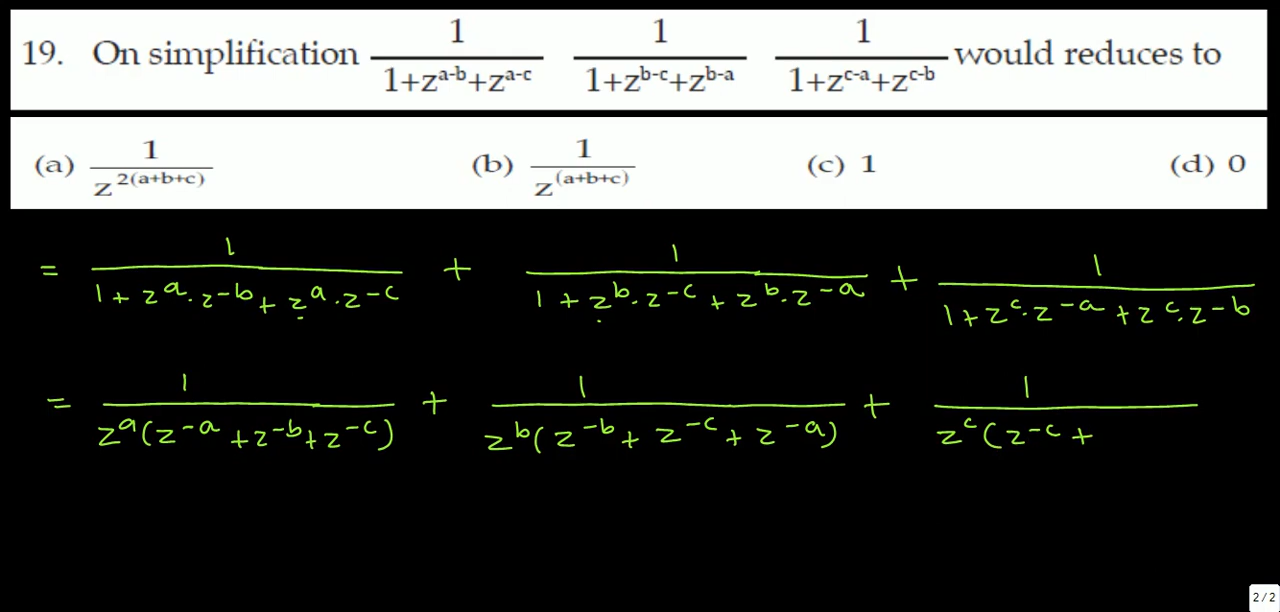 19. On simplification 1/(1+z^(a-b)+z^(a-c)) 1/(1+z^(b-c)+z^(b-a)) 1/(1+z^(c-a)+z^(c-b)) would reduces to
(a) 1/z^(2(a+b+c)) (b) 1/z^((a+b+c)) (c) 1 (d) 0
= 1/(1 + z^a . z^-b + z^a . z^-c) + 1/(1 + z^b . z^-c + z^b . z^-a) + 1/(1 + z^c . z^-a + z^c . z^-b)
= 1/(z^a (z^-a + z^-b + z^-c)) + 1/(z^b (z^-b + z^-c + z^-a)) + 1/(z^c (z^-c +
2 / 2